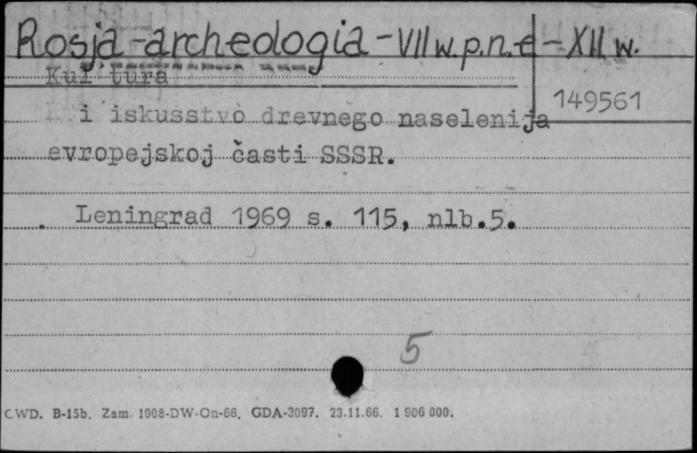 Rosja - archeologia - VII w.p.n.e - XII w.
Kul'tura
149561
i iskusstvo drevnego naselenija
evropejskoj časti SSSR.
Leningrad 1969 s. 115, nlb.5.
5
CWD. B-15b. Zam. 1008-DW-On-66. GDA-3097. 23.11.66. 1 906 000.